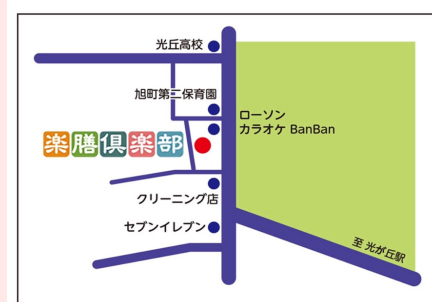 光丘高校
旭町第二保育園
ローソン
カラオケ BanBan
楽膳倶楽部
クリーニング店
セブンイレブン
至 光が丘駅